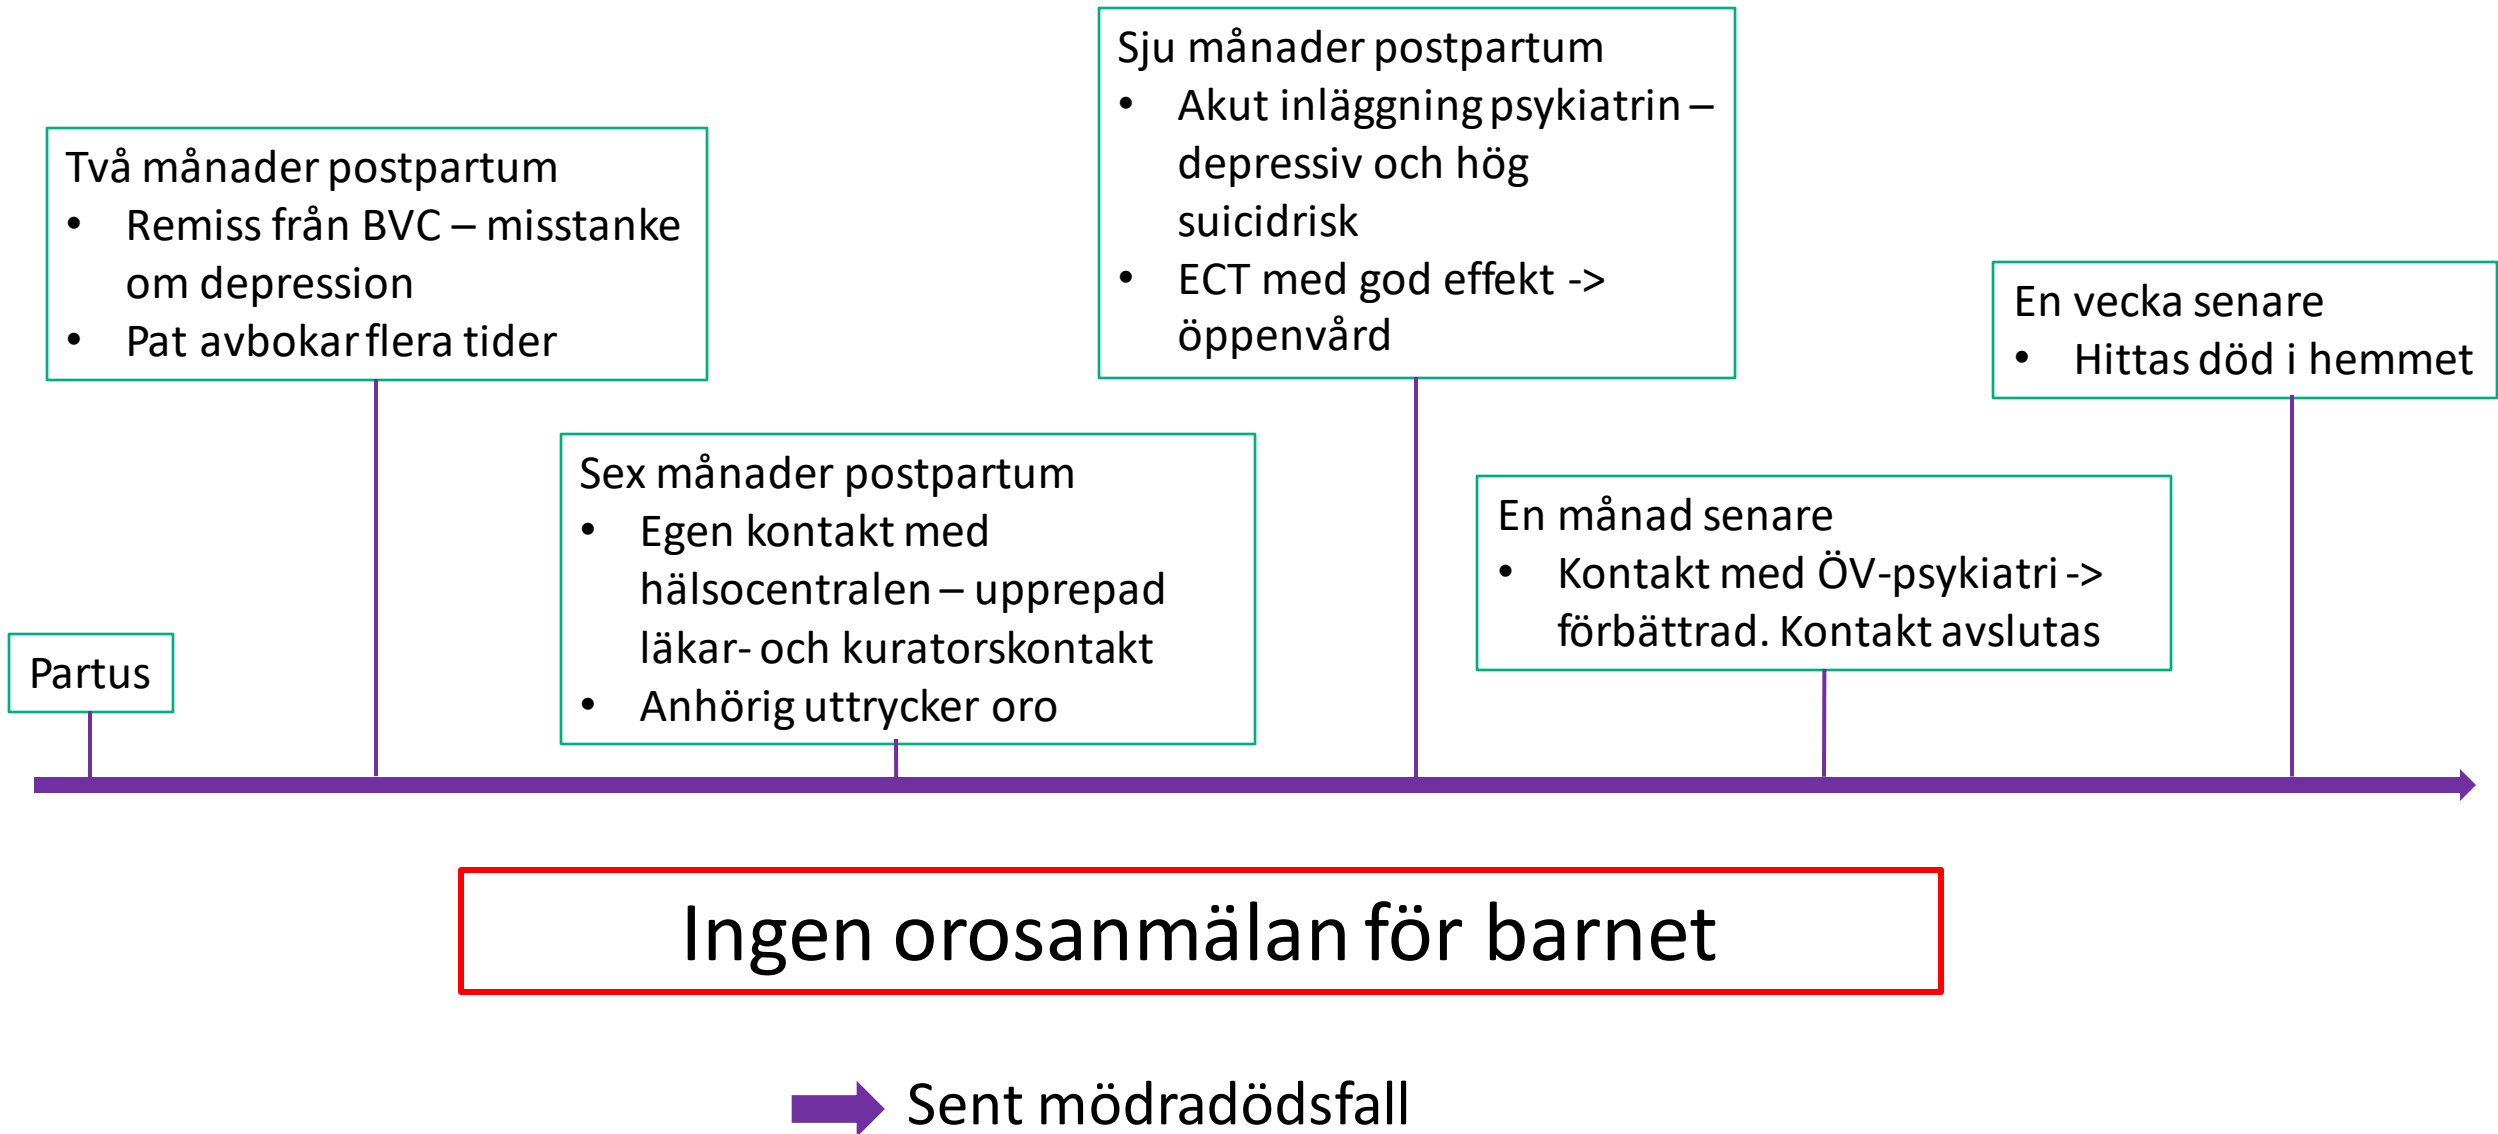 Partus
Två månader postpartum
• Remiss från BVC – misstanke
om depression
• Pat avbokar flera tider
Sex månader postpartum
• Egen kontakt med
hälsocentralen – upprepad
läkar- och kuratorskontakt
• Anhörig uttrycker oro
Sju månader postpartum
• Akut inläggning psykiatrin –
depressiv och hög
suicidrisk
• ECT med god effekt ->
öppenvård
En månad senare
• Kontakt med ÖV-psykiatri ->
förbättrad. Kontakt avslutas
En vecka senare
• Hittas död i hemmet
Ingen orosanmälan för barnet
Sent mödradödsfall